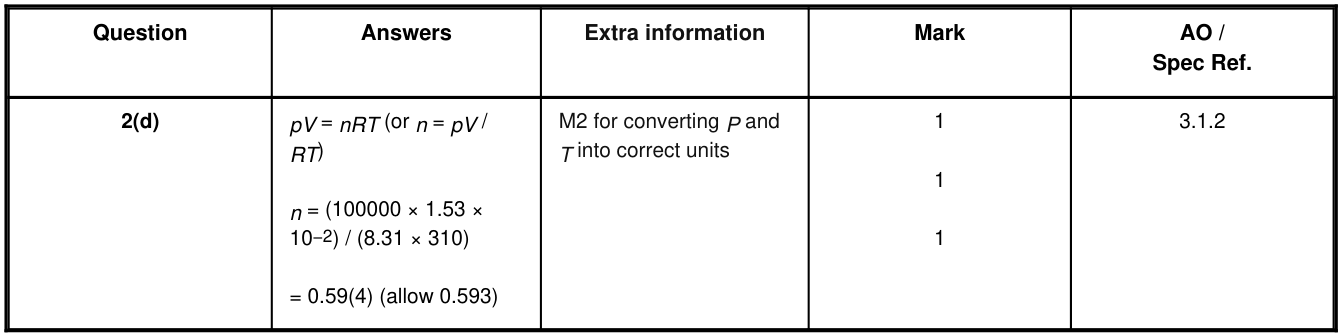 Question
Answers
Extra information
Mark
AO /
Spec Ref.
2(d)
pV = nRT (or n = pV /
RT)
n = (100000 × 1.53 ×
10–2) / (8.31 × 310)
= 0.59(4) (allow 0.593)
M2 for converting P and
T into correct units
1
1
1
3.1.2